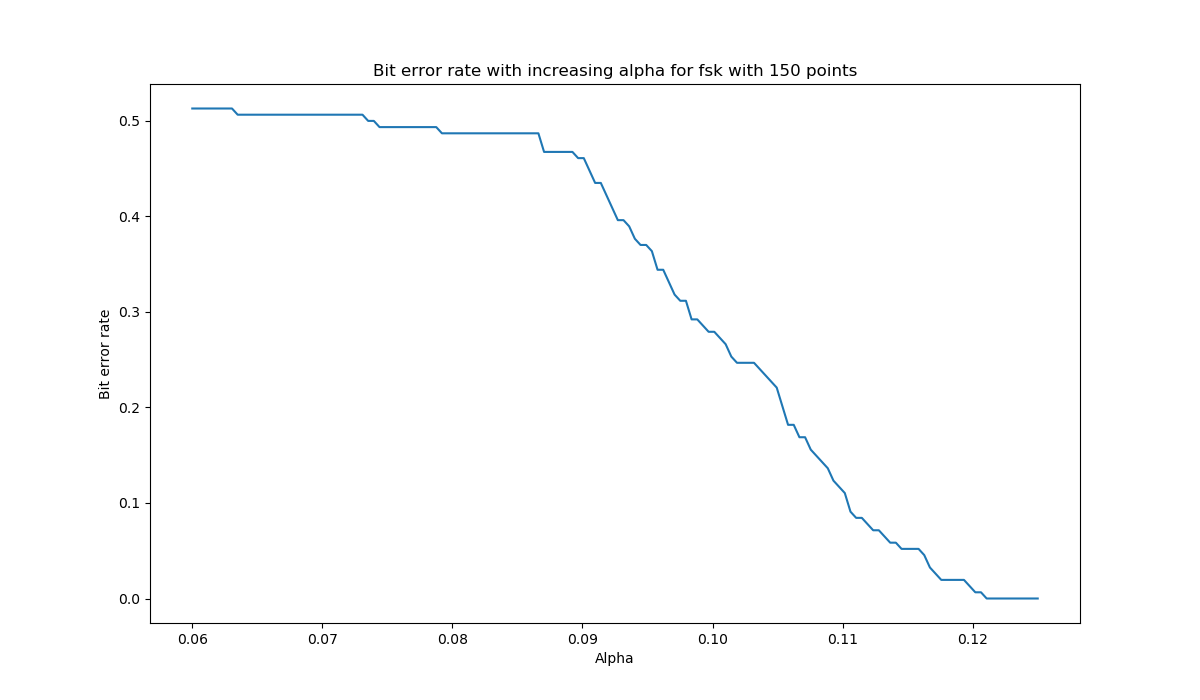 Bit error rate with increasing alpha for fsk with 150 points
Bit error rate
0.5
0.4
0.3
0.2
0.1
0.0
0.06 0.07 0.08 0.09 0.10 0.11 0.12
Alpha